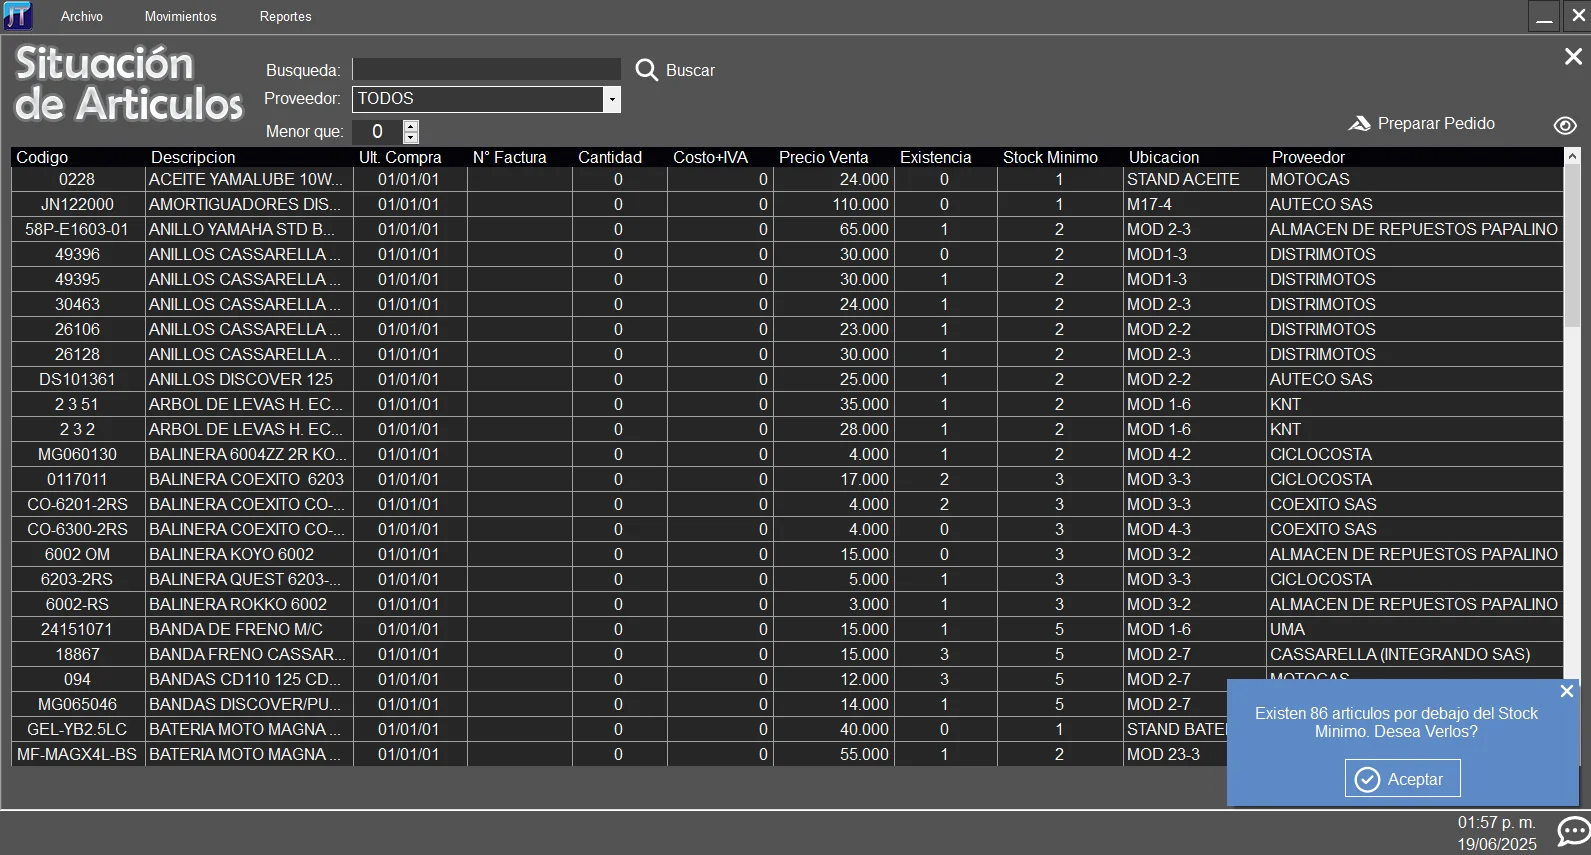 JT Archivo Movimientos Reportes
Situación
de Articulos
Busqueda: Buscar
Proveedor: TODOS
Menor que: 0
Preparar Pedido
Codigo Descripcion Ult. Compra N° Factura Cantidad Costo+IVA Precio Venta Existencia Stock Minimo Ubicacion Proveedor
0228 ACEITE YAMALUBE 10W... 01/01/01 0 0 24.000 0 1 STAND ACEITE MOTOCAS
JN122000 AMORTIGUADORES DIS... 01/01/01 0 0 110.000 0 1 M17-4 AUTECO SAS
58P-E1603-01 ANILLO YAMAHA STD B... 01/01/01 0 0 65.000 1 2 MOD 2-3 ALMACEN DE REPUESTOS PAPALINO
49396 ANILLOS CASSARELLA ... 01/01/01 0 0 30.000 0 2 MOD1-3 DISTRIMOTOS
49395 ANILLOS CASSARELLA ... 01/01/01 0 0 30.000 1 2 MOD1-3 DISTRIMOTOS
30463 ANILLOS CASSARELLA ... 01/01/01 0 0 24.000 1 2 MOD 2-3 DISTRIMOTOS
26106 ANILLOS CASSARELLA ... 01/01/01 0 0 23.000 1 2 MOD 2-2 DISTRIMOTOS
26128 ANILLOS CASSARELLA ... 01/01/01 0 0 30.000 1 2 MOD 2-3 DISTRIMOTOS
DS101361 ANILLOS DISCOVER 125 01/01/01 0 0 25.000 1 2 MOD 2-2 AUTECO SAS
2 3 51 ARBOL DE LEVAS H. EC... 01/01/01 0 0 35.000 1 2 MOD 1-6 KNT
2 3 2 ARBOL DE LEVAS H. EC... 01/01/01 0 0 28.000 1 2 MOD 1-6 KNT
MG060130 BALINERA 6004ZZ 2R KO... 01/01/01 0 0 4.000 1 2 MOD 4-2 CICLOCOSTA
0117011 BALINERA COEXITO  6203 01/01/01 0 0 17.000 2 3 MOD 3-3 CICLOCOSTA
CO-6201-2RS BALINERA COEXITO CO-... 01/01/01 0 0 4.000 2 3 MOD 3-3 COEXITO SAS
CO-6300-2RS BALINERA COEXITO CO-... 01/01/01 0 0 4.000 0 3 MOD 4-3 COEXITO SAS
6002 OM BALINERA KOYO 6002 01/01/01 0 0 15.000 0 3 MOD 3-2 ALMACEN DE REPUESTOS PAPALINO
6203-2RS BALINERA QUEST 6203-... 01/01/01 0 0 5.000 1 3 MOD 3-3 CICLOCOSTA
6002-RS BALINERA ROKKO 6002 01/01/01 0 0 3.000 1 3 MOD 3-2 ALMACEN DE REPUESTOS PAPALINO
24151071 BANDA DE FRENO M/C 01/01/01 0 0 15.000 1 5 MOD 1-6 UMA
18867 BANDA FRENO CASSAR... 01/01/01 0 0 15.000 3 5 MOD 2-7 CASSARELLA (INTEGRANDO SAS)
094 BANDAS CD110 125 CD... 01/01/01 0 0 12.000 3 5 MOD 2-7 MOTOCAS
MG065046 BANDAS DISCOVER/PU... 01/01/01 0 0 14.000 1 5 MOD 2-7
GEL-YB2.5LC BATERIA MOTO MAGNA ... 01/01/01 0 0 40.000 0 1 STAND BATE
MF-MAGX4L-BS BATERIA MOTO MAGNA ... 01/01/01 0 0 55.000 1 2 MOD 23-3
Existen 86 articulos por debajo del Stock
Minimo. Desea Verlos?
Aceptar
01:57 p. m.
19/06/2025